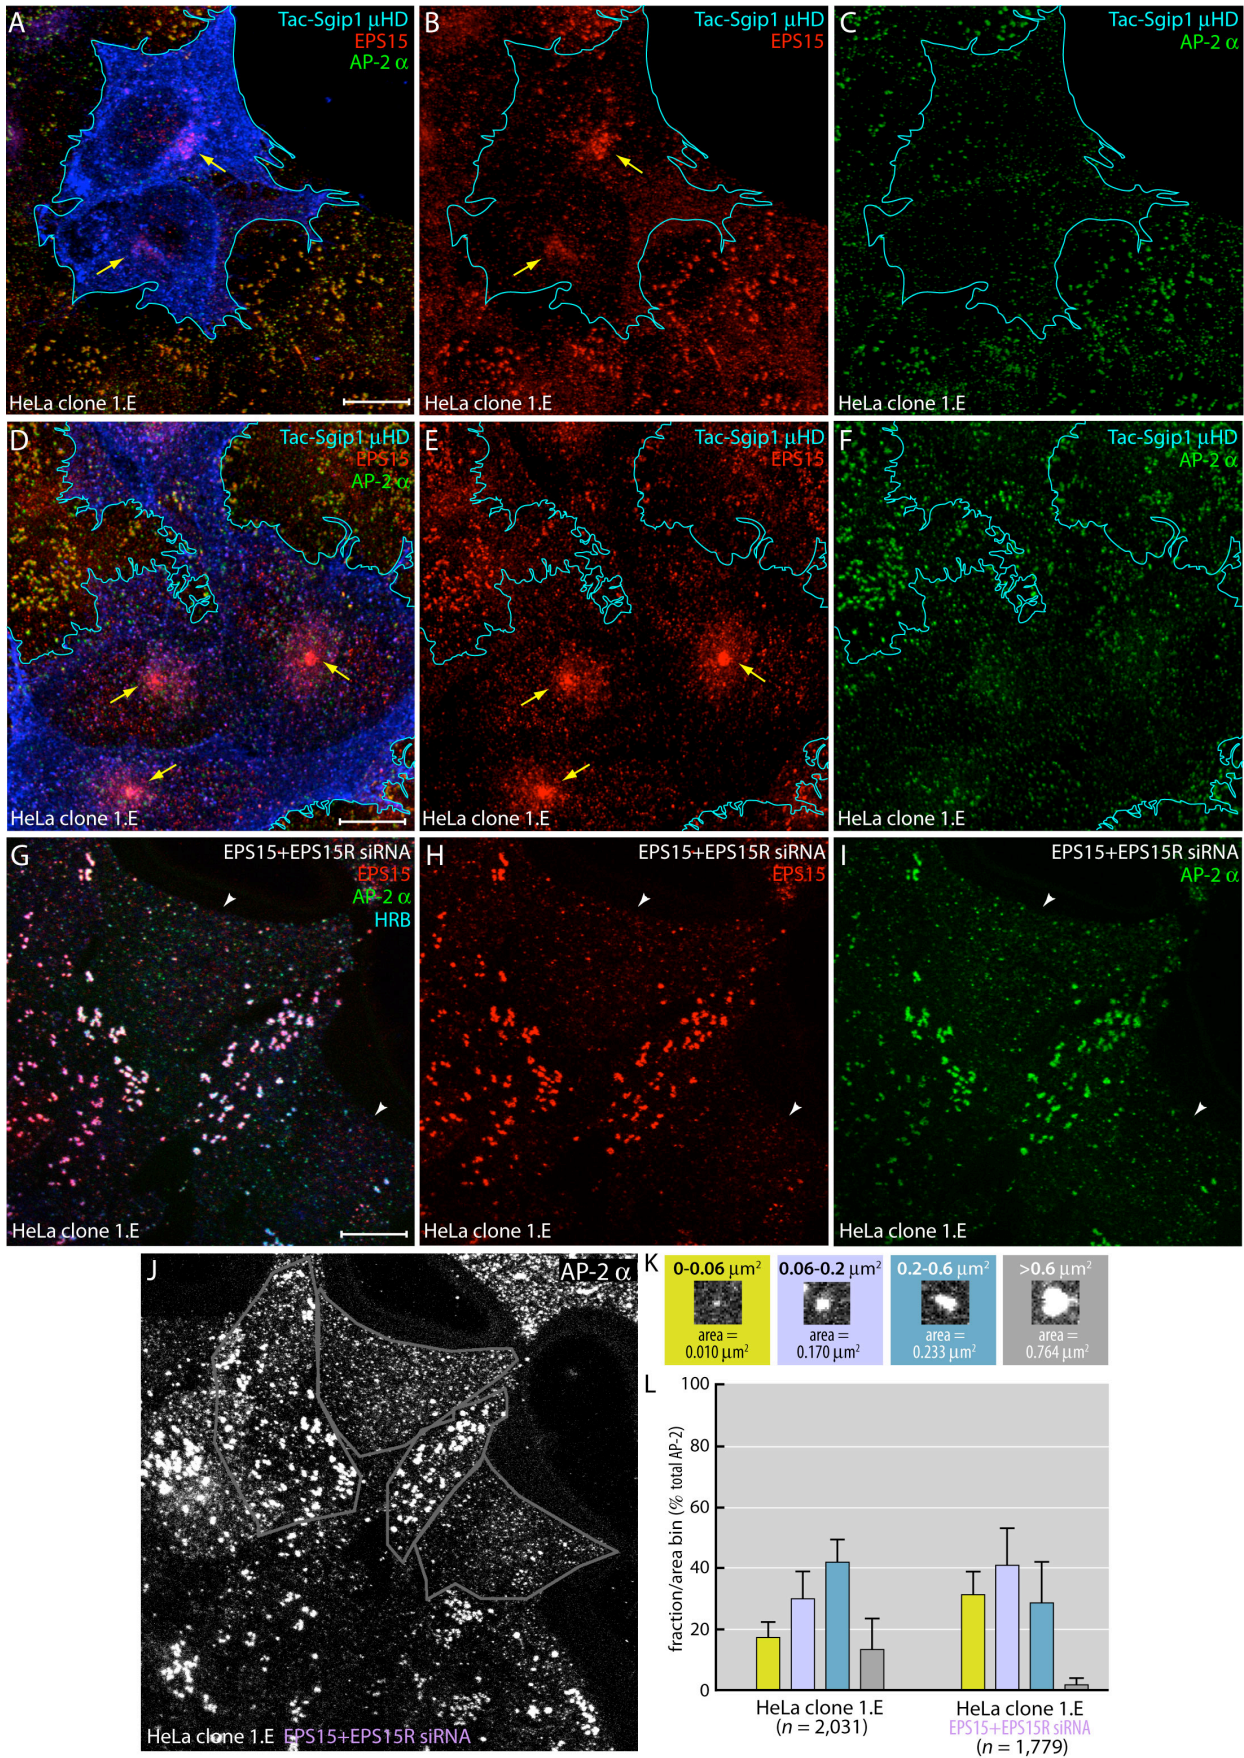 A
Tac-Sgip1 μHD
EPS15
AP-2 α
HeLa clone 1.E
B
Tac-Sgip1 μHD
EPS15
C
Tac-Sgip1 μHD
AP-2 α
D
Tac-Sgip1 μHD
EPS15
AP-2 α
HeLa clone 1.E
E
Tac-Sgip1 μHD
EPS15
HeLa clone 1.E
F
Tac-Sgip1 μHD
AP-2 α
HeLa clone 1.E
HeLa clone 1.E
HeLa clone 1.E
G
EPS15+EPS15R siRNA
EPS15
AP-2 α
HRB
HeLa clone 1.E
H
EPS15+EPS15R siRNA
EPS15
HeLa clone 1.E
I
EPS15+EPS15R siRNA
AP-2 α
HeLa clone 1.E
J
AP-2 α
HeLa clone 1.E EPS15+EPS15R siRNA
K
0-0.06 μm²
area =
0.010 μm²
0.06-0.2 μm²
area =
0.170 μm²
0.2-0.6 μm²
area =
0.233 μm²
>0.6 μm²
area =
0.764 μm²
L
fraction/area bin (% total AP-2)
100
80
60
40
20
0
HeLa clone 1.E
(n = 2,031)
HeLa clone 1.E
EPS15+EPS15R siRNA
(n = 1,779)